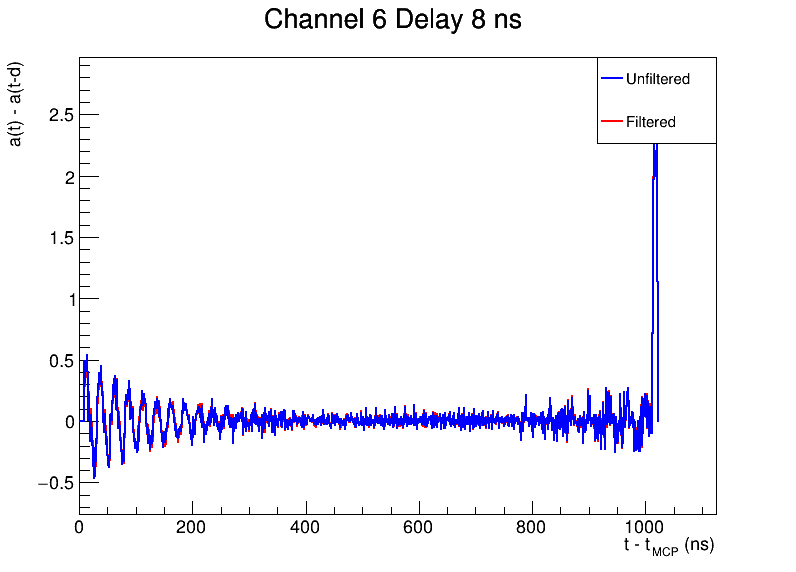 Channel 6 Delay 8 ns
a(t) - a(t-d)
Unfiltered
Filtered
2.5
2
1.5
1
0.5
0
−0.5
0 200 400 600 800 1000
t - tMCP (ns)